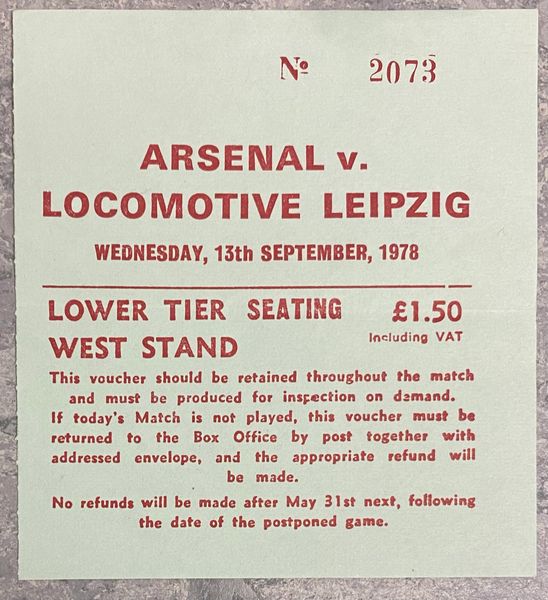 Nº 2073
ARSENAL v.
LOCOMOTIVE LEIPZIG
WEDNESDAY, 13th SEPTEMBER, 1978
LOWER TIER SEATING £1.50
WEST STAND Including VAT
This voucher should be retained throughout the match
and must be produced for inspection on demand.
If today's Match is not played, this voucher must be
returned to the Box Office by post together with
addressed envelope, and the appropriate refund will
be made.
No refunds will be made after May 31st next, following
the date of the postponed game.